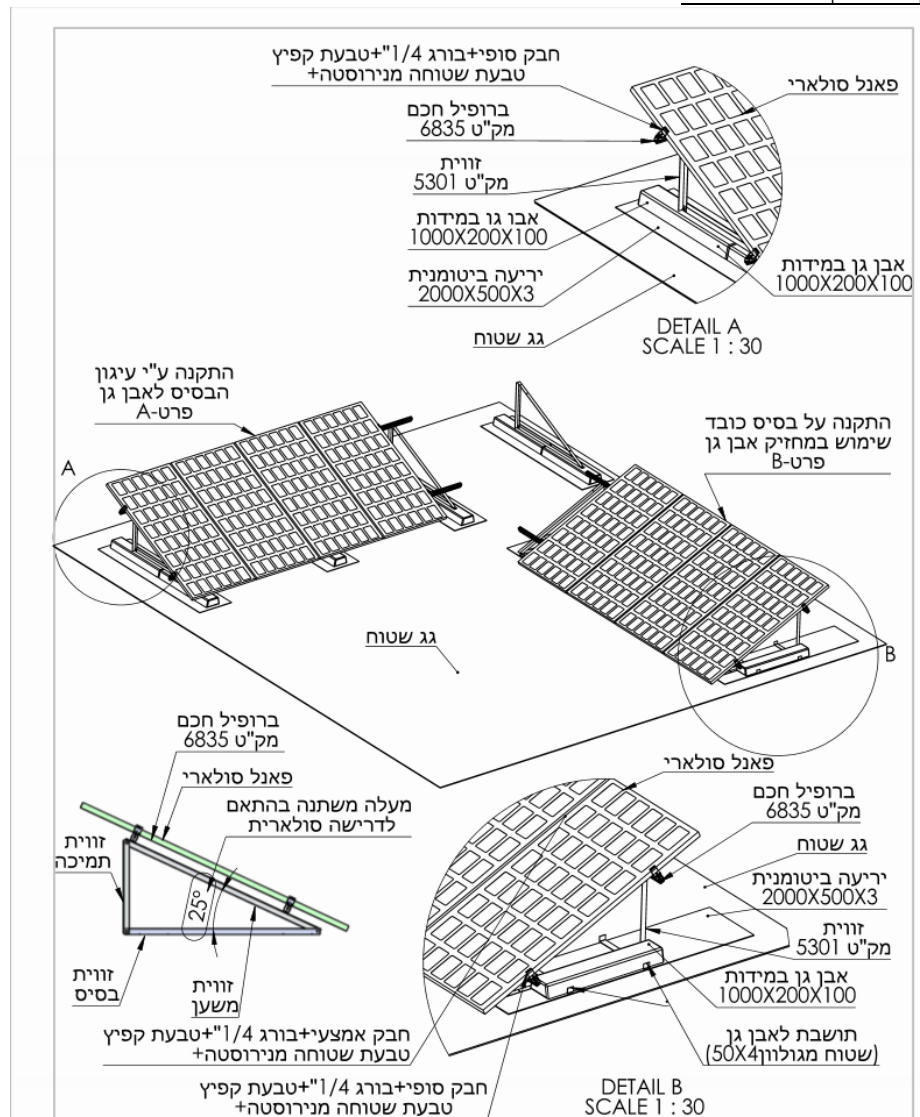 חבק סופי+בורג 1/4"+טבעת קפיץ
טבעת שטוחה מנירוסטה+
פאנל סולארי
ברופיל חכם
מק"ט 6835
זווית
מק"ט 5301
אבו גו במידות
1000X200X100
אבן גן במידות
1000X200X100
יריעה ביטומנית
2000X500X3
גג שטוח
DETAIL A
SCALE 1 : 30
התקנה ע"י עיגון
הבסיס לאבן גן
פרט-A
התקנה על בסיס כובד
שימוש במחזיק אבן גן
פרט-B
A
גג שטוח
B
ברופיל חכם
מק"ט 6835
פאנל סולארי
מעלה משתנה בהתאם
לדרישה סולארית
זווית
תמיכה
25°
זווית
בסיס
זווית
משען
פאנל סולארי
ברופיל חכם
מק"ט 6835
גג שטוח
יריעה ביטומנית
2000X500X3
זווית
מק"ט 5301
אבן גן במידות
1000X200X100
תושבת לאבן גן
(שטוח מגולוון50X4)
חבק אמצעי+בורג 1/4"+טבעת קפיץ
טבעת שטוחה מנירוסטה+
חבק סופי+בורג 1/4"+טבעת קפיץ
טבעת שטוחה מנירוסטה+
DETAIL B
SCALE 1 : 30